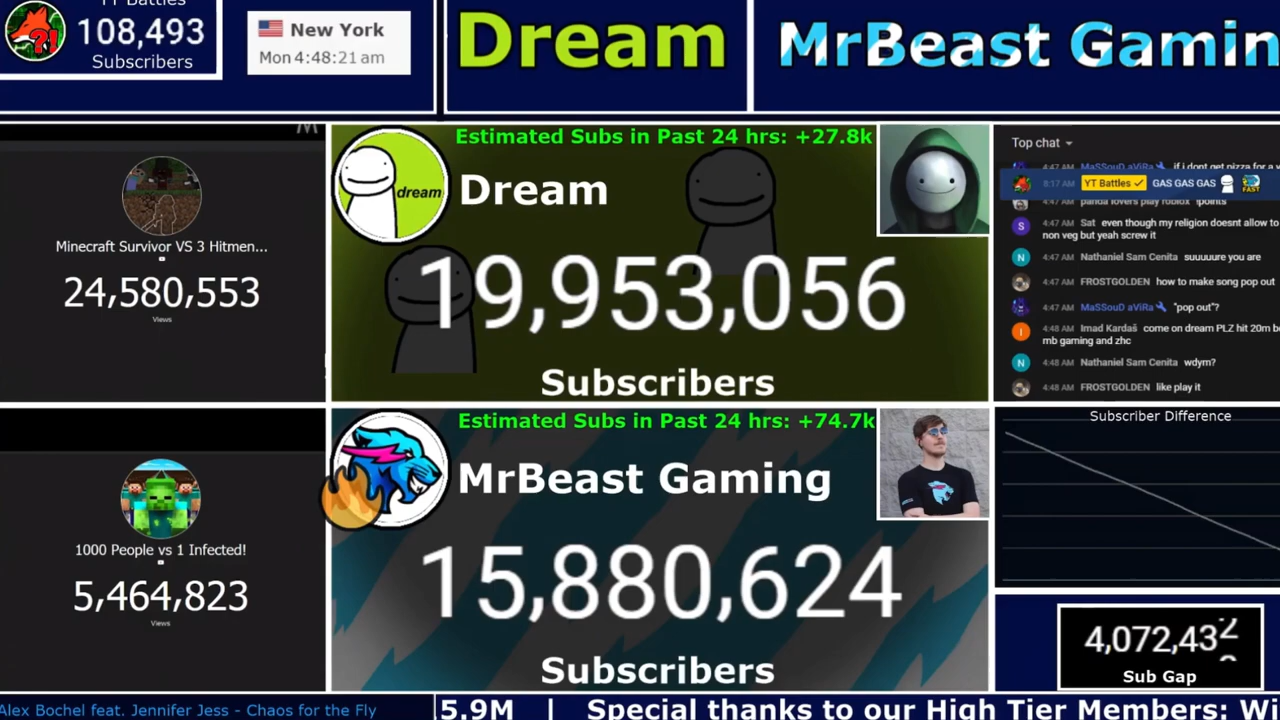 YT Battles
108,493
Subscribers
New York
Mon 4:48:21 am
Dream
MrBeast Gamin
Minecraft Survivor VS 3 Hitmen...
24,580,553
Views
Estimated Subs in Past 24 hrs: +27.8k
dream
Dream
19,953,056
Subscribers
Top chat
4:47 AM MaSSouD aViRa if i dont get pizza for a
8:17 AM YT Battles GAS GAS GAS FAST
panda lovers play roblox !points
4:47 AM Sat even though my religion doesnt allow to
non veg but yeah screw it
4:47 AM Nathaniel Sam Cenita suuuuure you are
4:47 AM FROSTGOLDEN how to make song pop out
4:47 AM MaSSouD aViRa "pop out"?
4:48 AM Imad Kardaš come on dream PLZ hit 20m b
mb gaming and zhc
4:48 AM Nathaniel Sam Cenita wdym?
4:48 AM FROSTGOLDEN like play it
1000 People vs 1 Infected!
5,464,823
Views
Estimated Subs in Past 24 hrs: +74.7k
MrBeast Gaming
15,880,624
Subscribers
Subscriber Difference
4,072,432
Sub Gap
Alex Bochel feat. Jennifer Jess - Chaos for the Fly
5.9M | Special thanks to our High Tier Members: Wi